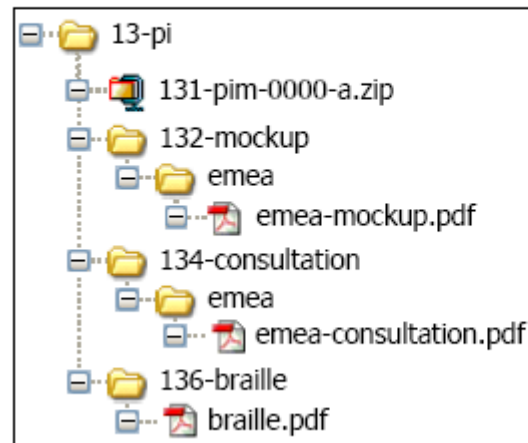 13-pi
131-pim-0000-a.zip
132-mockup
emea
emea-mockup.pdf
134-consultation
emea
emea-consultation.pdf
136-braille
braille.pdf